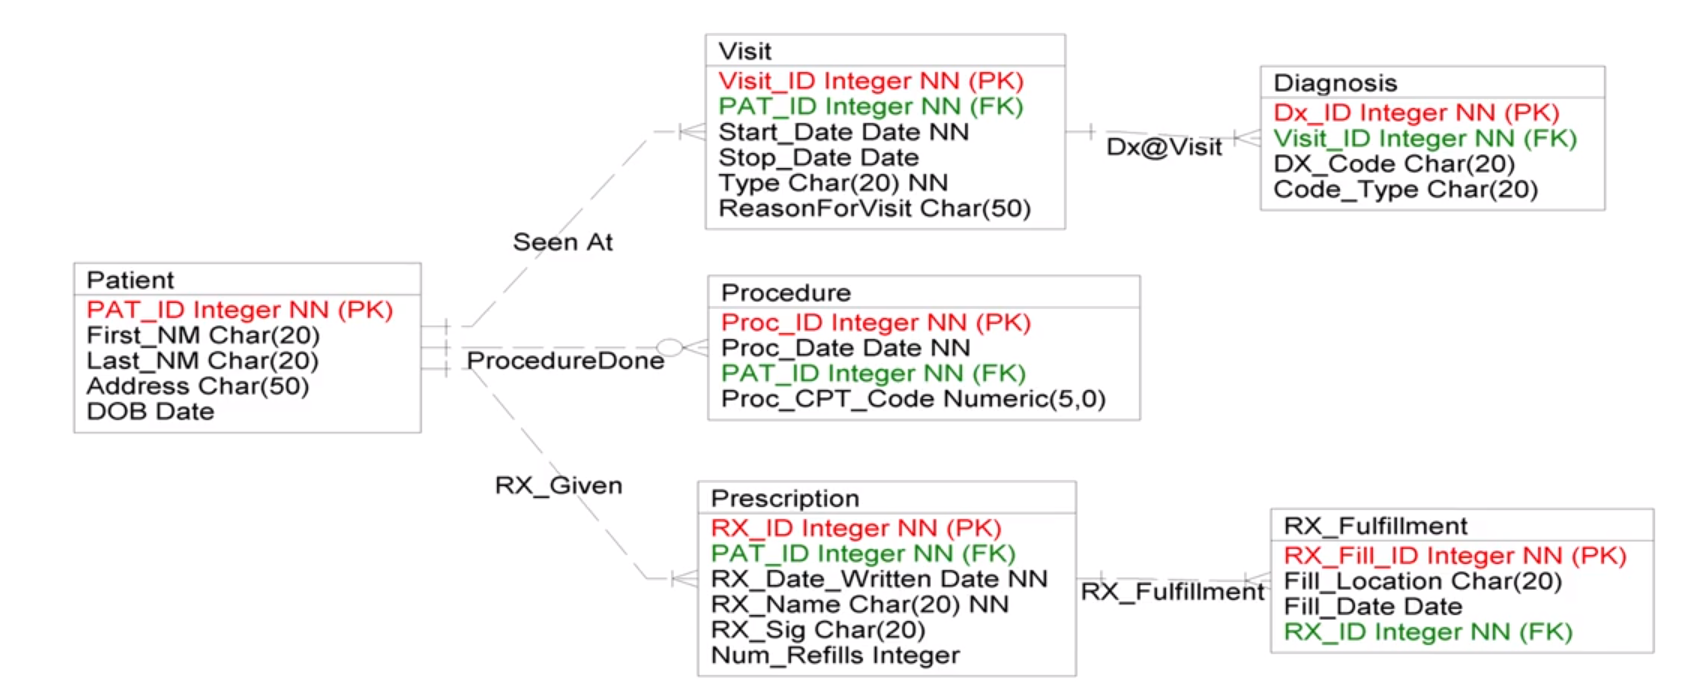 Visit
Visit_ID Integer NN (PK)
PAT_ID Integer NN (FK)
Start_Date Date NN
Stop_Date Date
Type Char(20) NN
ReasonForVisit Char(50)
Dx@Visit
Diagnosis
Dx_ID Integer NN (PK)
Visit_ID Integer NN (FK)
DX_Code Char(20)
Code_Type Char(20)
Seen At
Patient
PAT_ID Integer NN (PK)
First_NM Char(20)
Last_NM Char(20)
Address Char(50)
DOB Date
ProcedureDone
Procedure
Proc_ID Integer NN (PK)
Proc_Date Date NN
PAT_ID Integer NN (FK)
Proc_CPT_Code Numeric(5,0)
RX_Given
Prescription
RX_ID Integer NN (PK)
PAT_ID Integer NN (FK)
RX_Date_Written Date NN
RX_Name Char(20) NN
RX_Sig Char(20)
Num_Refills Integer
RX_Fulfillment
RX_Fulfillment
RX_Fill_ID Integer NN (PK)
Fill_Location Char(20)
Fill_Date Date
RX_ID Integer NN (FK)